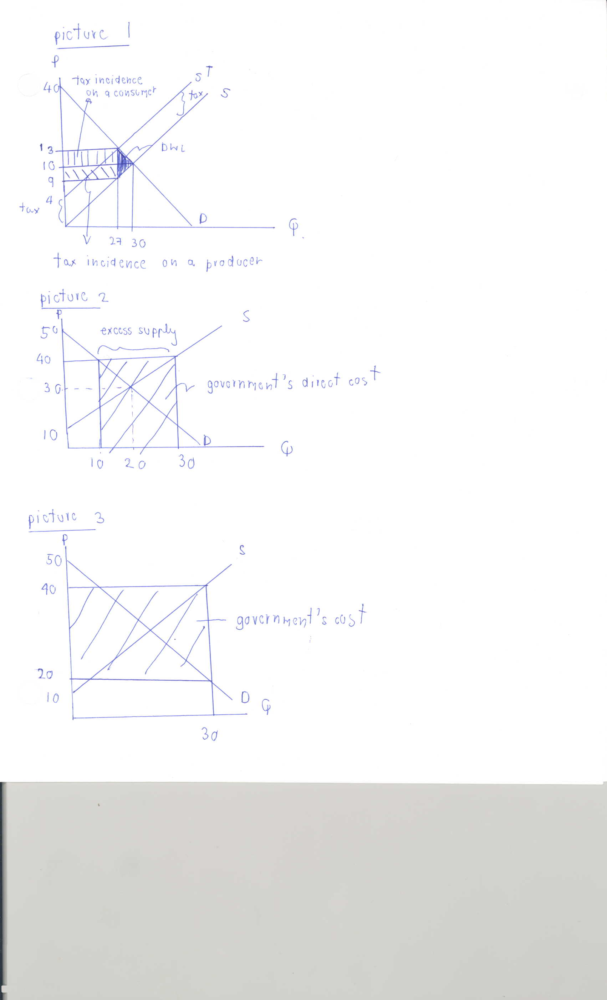 picture 1
P
S T
tax incidence
40
on a consumer
tax
S
13
DWL
10
9
4
tax
D
Q.
27 30
tax incidence on a producer
picture 2
P
S
50
excess supply
40
government's direct cost
30
10
D
Q
10 20 30
picture 3
P
S
50
40
government's cost
20
10
D
Q
30